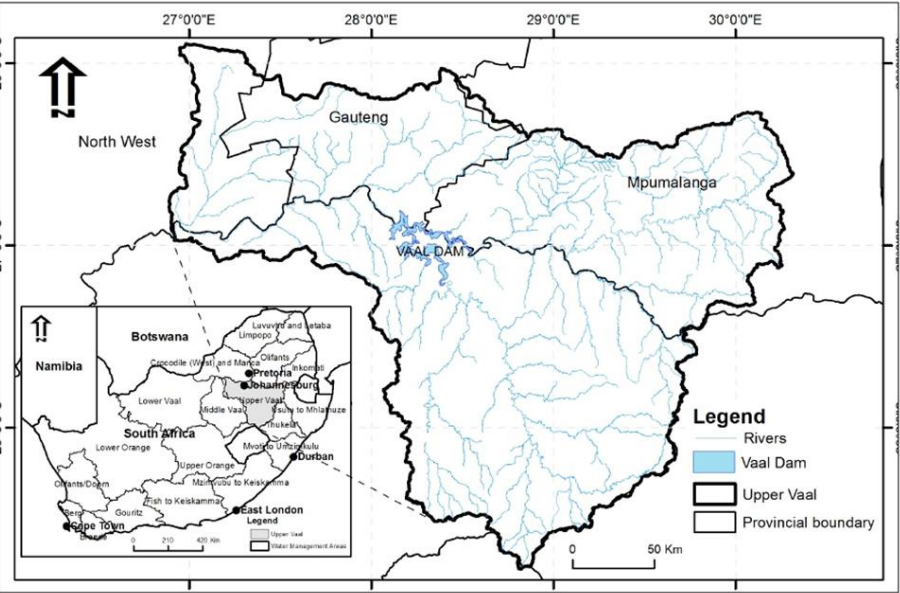 27°0'0"E
28°0'0"E
29°0'0"E
30°0'0"E
N
Gauteng
North West
Mpumalanga
VAAL DAM
Legend
Rivers
Vaal Dam
Upper Vaal
Provincial boundary
0 50 Km
N
Botswana
Namibia
Luvuvhu and Letaba
Limpopo
Olifants
Crocodile (West) and Marica
Inkomati
Pretoria
Johannesburg
Lower Vaal
Upper Vaal
Middle Vaal
Usutu to Mhlatuze
Thukela
South Africa
Lower Orange
Mvoti to Umzimkulu
Durban
Upper Orange
Mzimvubu to Keiskamma
Olifants/Doorn
Fish to Keiskamma
Gouritz
Berg
East London
Cape Town
Breede
Legend
Upper Vaal
Water Management Areas
0 210 420 Km